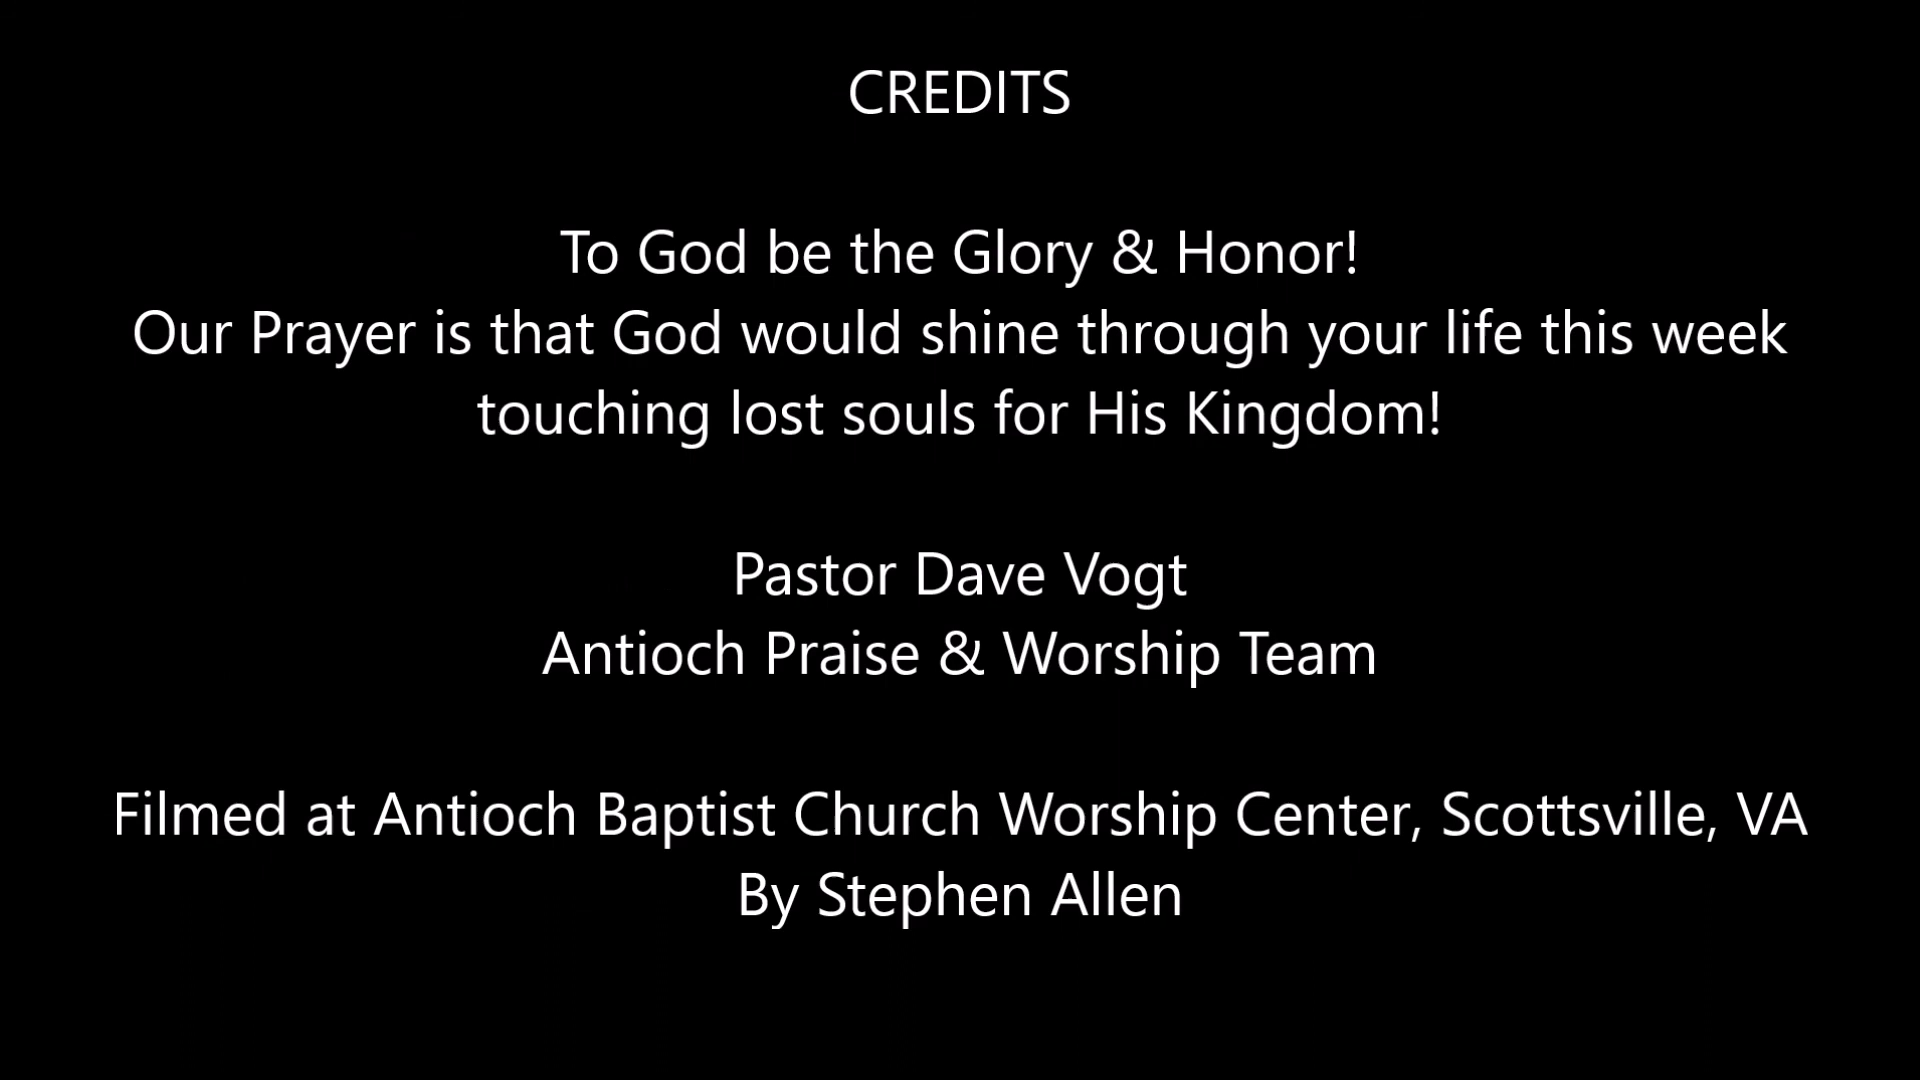 CREDITS
To God be the Glory & Honor!
Our Prayer is that God would shine through your life this week
touching lost souls for His Kingdom!
Pastor Dave Vogt
Antioch Praise & Worship Team
Filmed at Antioch Baptist Church Worship Center, Scottsville, VA
By Stephen Allen